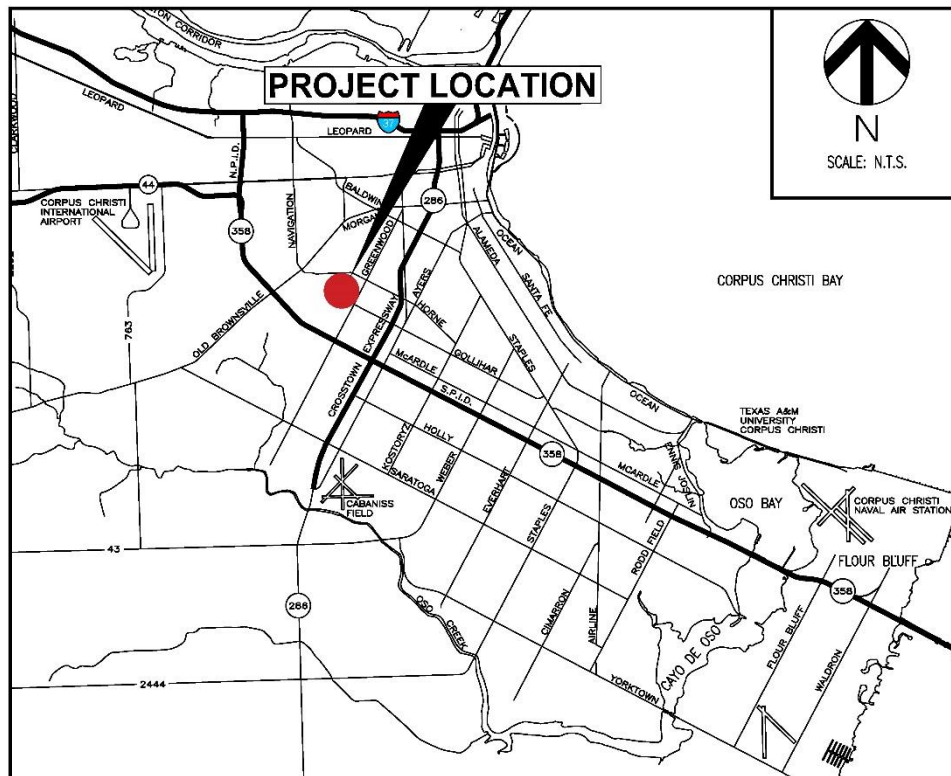 TON CORRIDOR
PROJECT LOCATION
N
SCALE: N.T.S.
CLARKWOOD
LEOPARD
N.P.I.D.
37
LEOPARD
44
CORPUS CHRISTI
INTERNATIONAL
AIRPORT
358
NAVIGATION
BALDWIN
MORGAN
GREENWOOD
286
ALAMEDA
OCEAN
SANTA FE
CORPUS CHRISTI BAY
763
OLD BROWNSVILLE
CROSSTOWN EXPRESSWAY
AYERS
HORNE
GOLLIHAR
McARDLE
S.P.I.D.
STAPLES
OCEAN
TEXAS A&M
UNIVERSITY
CORPUS CHRISTI
KOSTORYZ
HOLLY
WEBER
SARATOGA
358
MCARDLE
ENNIS JOSLIN
CABANISS
FIELD
EVERHART
STAPLES
RODD FIELD
OSO BAY
CORPUS CHRISTI
NAVAL AIR STATION
FLOUR BLUFF
43
286
OSO
CREEK
CIMARRON
AIRLINE
CAYO DE OSO
FLOUR BLUFF
358
WALDRON
2444
YORKTOWN